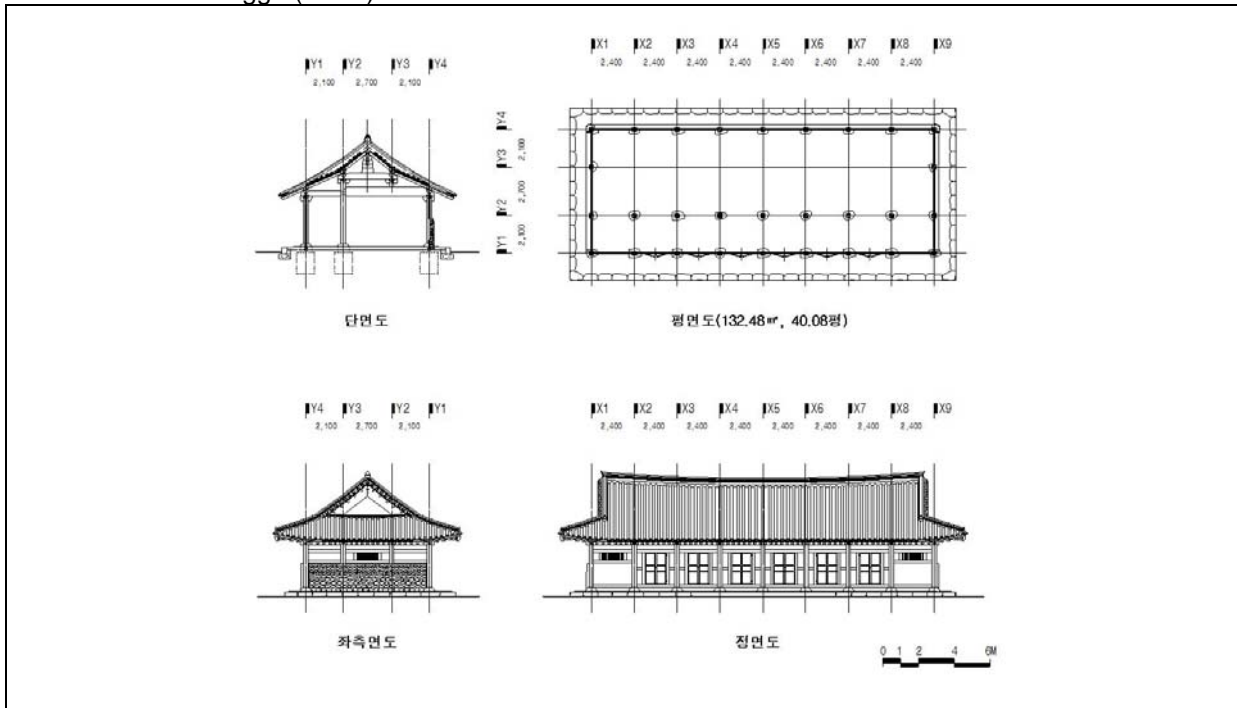 Y1 Y2 Y3 Y4
2,100 2,700 2,100
X1 X2 X3 X4 X5 X6 X7 X8 X9
2,400 2,400 2,400 2,400 2,400 2,400 2,400 2,400
Y4
2,100
Y3
2,700
Y2
2,100
Y1
단면도
평면도(132.48㎡, 40.08평)
Y4 Y3 Y2 Y1
2,100 2,700 2,100
X1 X2 X3 X4 X5 X6 X7 X8 X9
2,400 2,400 2,400 2,400 2,400 2,400 2,400 2,400
좌측면도
정면도
0 1 2 4 6M